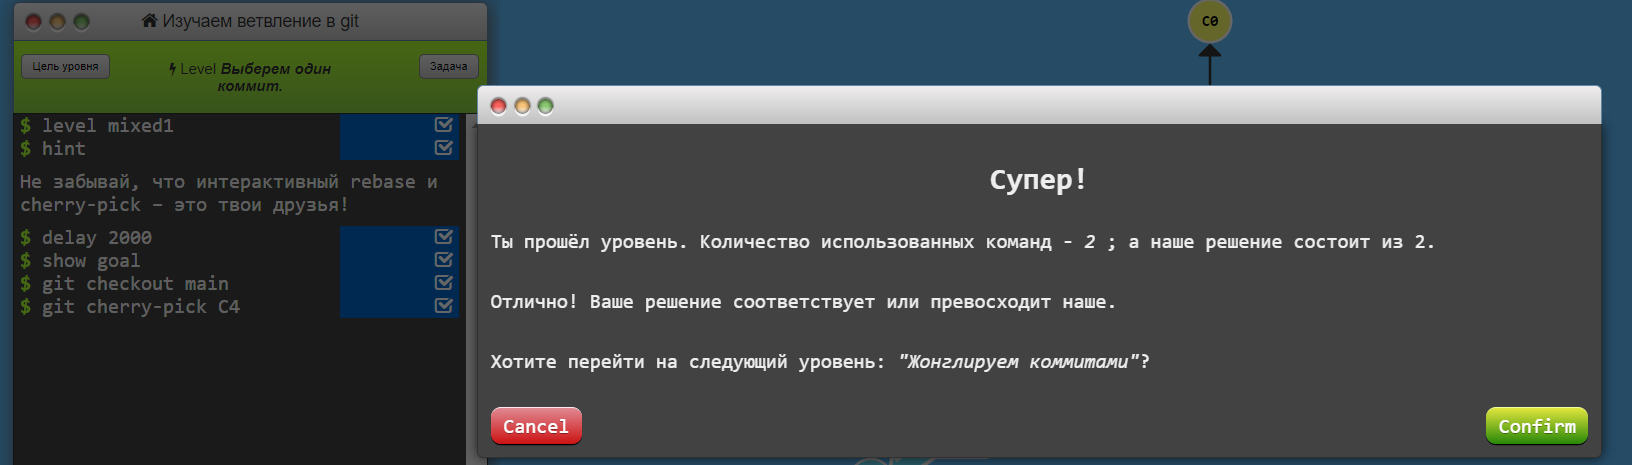 Изучаем ветвление в git
C0
Цель уровня
Level Выберем один
коммит.
Задача
$ level mixed1
$ hint
Не забывай, что интерактивный rebase и
cherry-pick – это твои друзья!
$ delay 2000
$ show goal
$ git checkout main
$ git cherry-pick C4
Супер!
Ты прошёл уровень. Количество использованных команд - 2 ; а наше решение состоит из 2.
Отлично! Ваше решение соответствует или превосходит наше.
Хотите перейти на следующий уровень: "Жонглируем коммитами"?
Cancel
Confirm